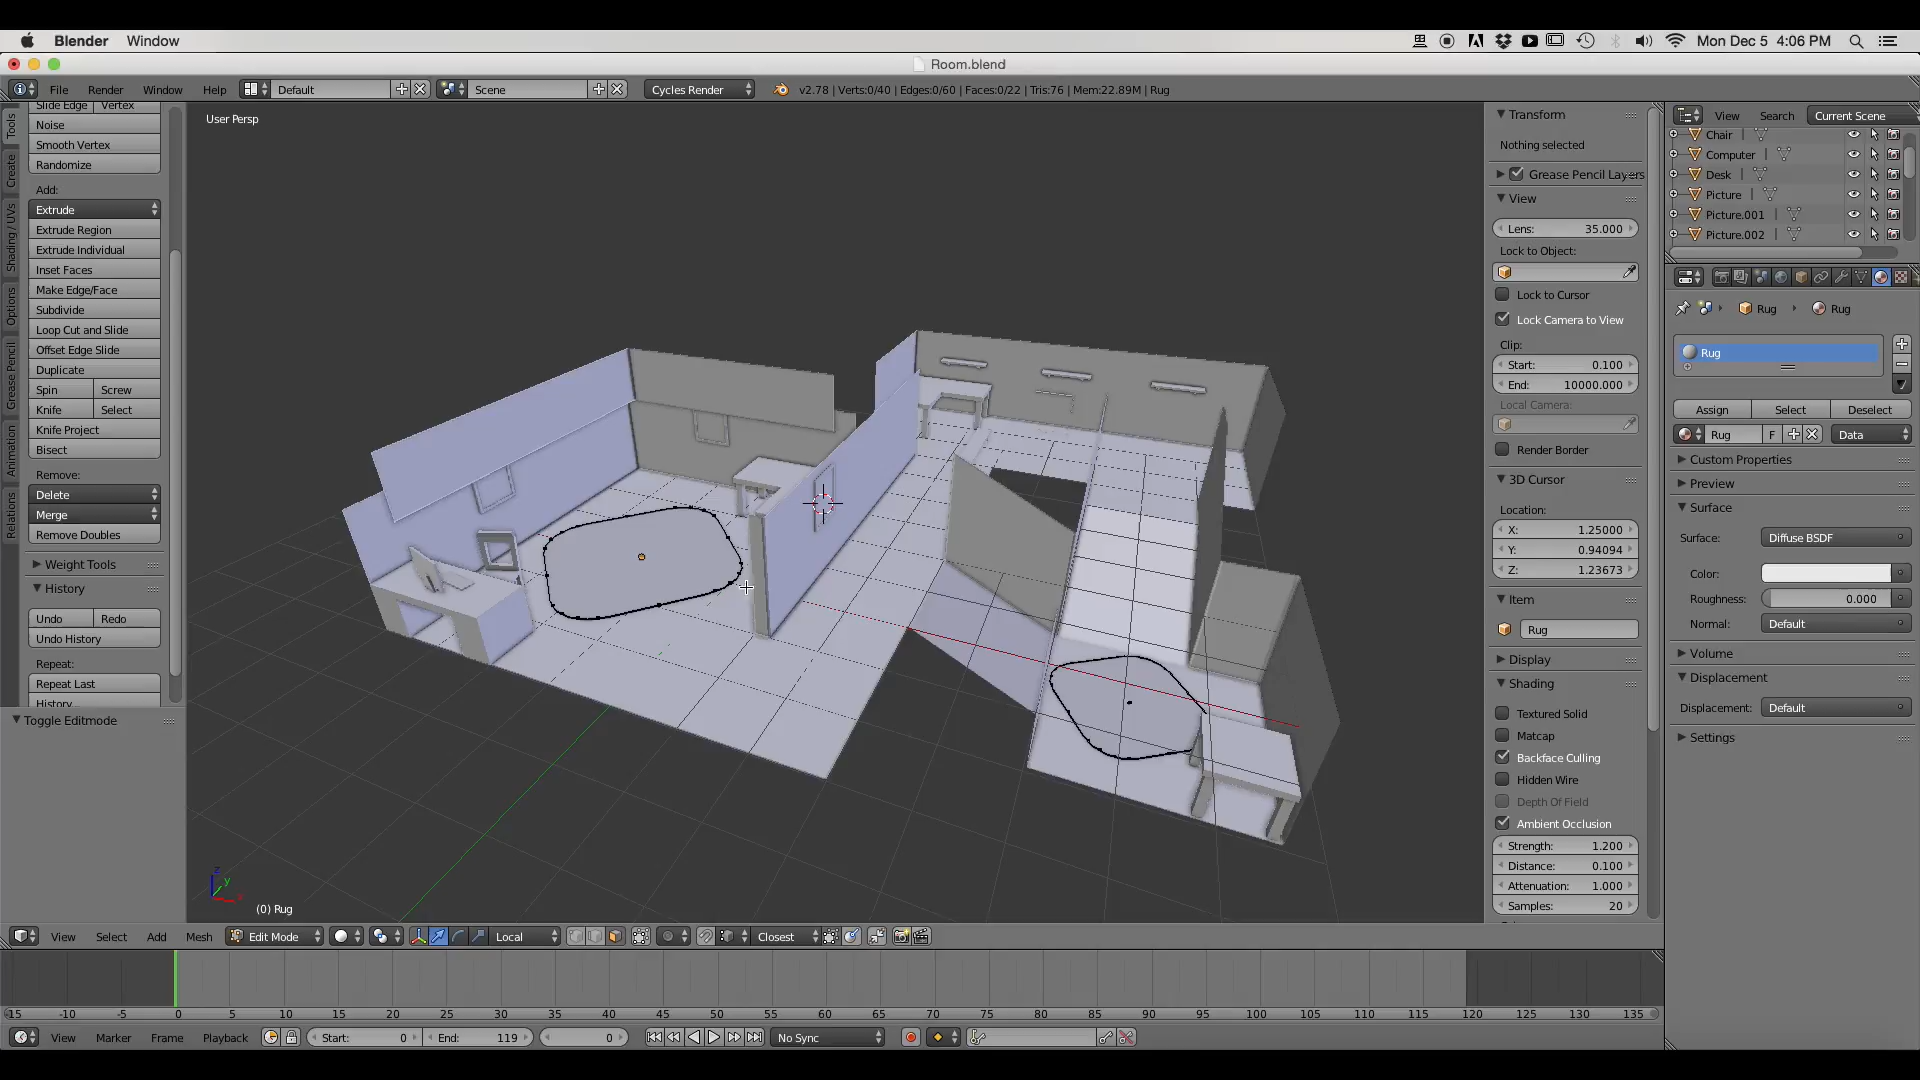 Blender Window Mon Dec 5 4:06 PM
Room.blend
File Render Window Help Default Scene Cycles Render v2.78 | Verts:0/40 | Edges:0/60 | Faces:0/22 | Tris:76 | Mem:22.89M | Rug
Tools
Create
Shading / UVs
Options
Grease Pencil
Animation
Relations
Slide Edge Vertex
Noise
Smooth Vertex
Randomize
Add:
Extrude
Extrude Region
Extrude Individual
Inset Faces
Make Edge/Face
Subdivide
Loop Cut and Slide
Offset Edge Slide
Duplicate
Spin Screw
Knife Select
Knife Project
Bisect
Remove:
Delete
Merge
Remove Doubles
Weight Tools
History
Undo Redo
Undo History
Repeat:
Repeat Last
History
Toggle Editmode
User Persp
z
y
x
(0) Rug
Transform
Nothing selected
Grease Pencil Layers
View
Lens: 35.000
Lock to Object:
Lock to Cursor
Lock Camera to View
Clip:
Start: 0.100
End: 10000.000
Local Camera:
Render Border
3D Cursor
Location:
X: 1.25000
Y: 0.94094
Z: 1.23673
Item
Rug
Display
Shading
Textured Solid
Matcap
Backface Culling
Hidden Wire
Depth Of Field
Ambient Occlusion
Strength: 1.200
Distance: 0.100
Attenuation: 1.000
Samples: 20
View Search Current Scene
Chair
Computer
Desk
Picture
Picture.001
Picture.002
Rug Rug
Rug
Assign Select Deselect
Rug F Data
Custom Properties
Preview
Surface
Surface: Diffuse BSDF
Color:
Roughness: 0.000
Normal: Default
Volume
Displacement
Displacement: Default
Settings
View Select Add Mesh Edit Mode Local Closest
-15 -10 -5 0 5 10 15 20 25 30 35 40 45 50 55 60 65 70 75 80 85 90 95 100 105 110 115 120 125 130 135
View Marker Frame Playback Start: 0 End: 119 0 No Sync